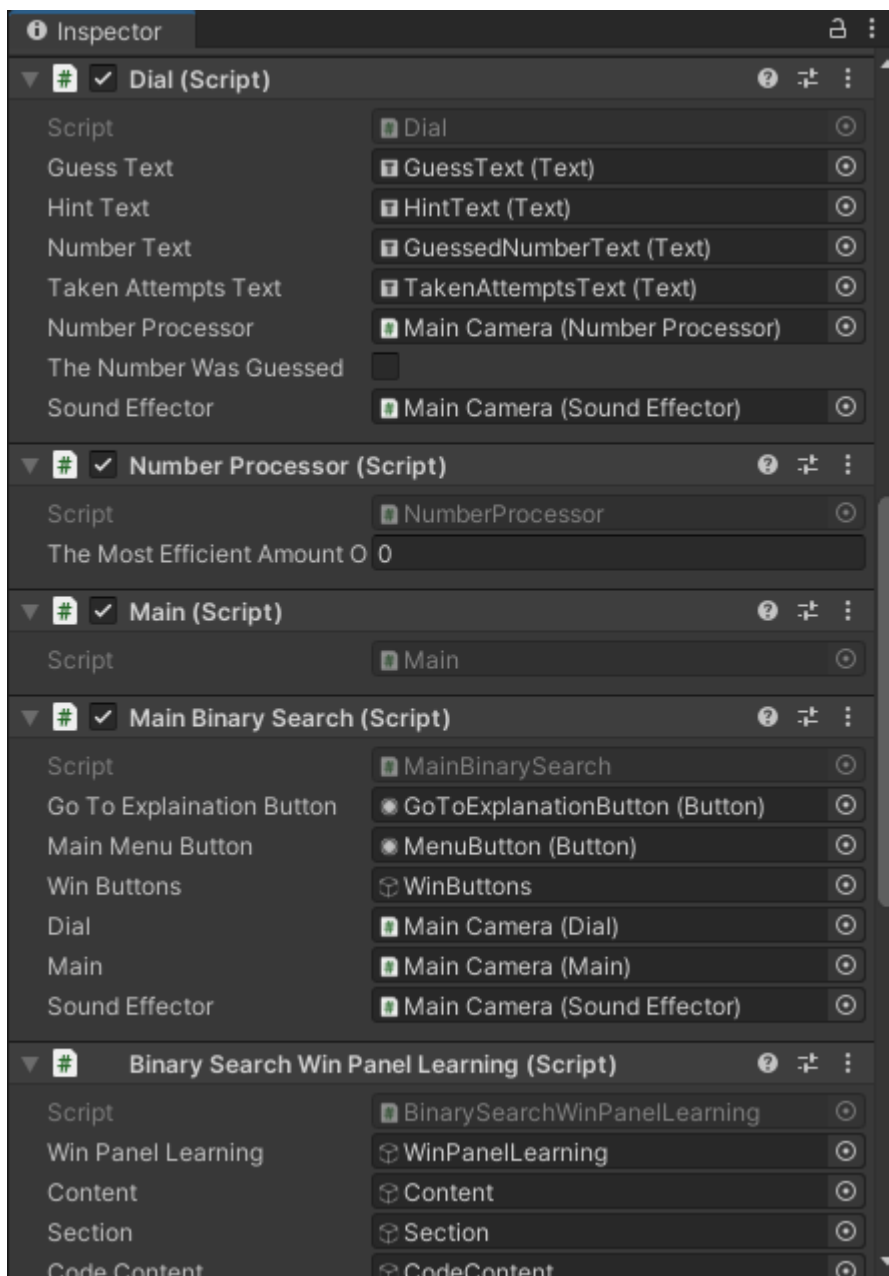 Inspector
Dial (Script)
Script Dial
Guess Text GuessText (Text)
Hint Text HintText (Text)
Number Text GuessedNumberText (Text)
Taken Attempts Text TakenAttemptsText (Text)
Number Processor Main Camera (Number Processor)
The Number Was Guessed
Sound Effector Main Camera (Sound Effector)
Number Processor (Script)
Script NumberProcessor
The Most Efficient Amount O 0
Main (Script)
Script Main
Main Binary Search (Script)
Script MainBinarySearch
Go To Explaination Button GoToExplanationButton (Button)
Main Menu Button MenuButton (Button)
Win Buttons WinButtons
Dial Main Camera (Dial)
Main Main Camera (Main)
Sound Effector Main Camera (Sound Effector)
Binary Search Win Panel Learning (Script)
Script BinarySearchWinPanelLearning
Win Panel Learning WinPanelLearning
Content Content
Section Section
Code Content CodeContent